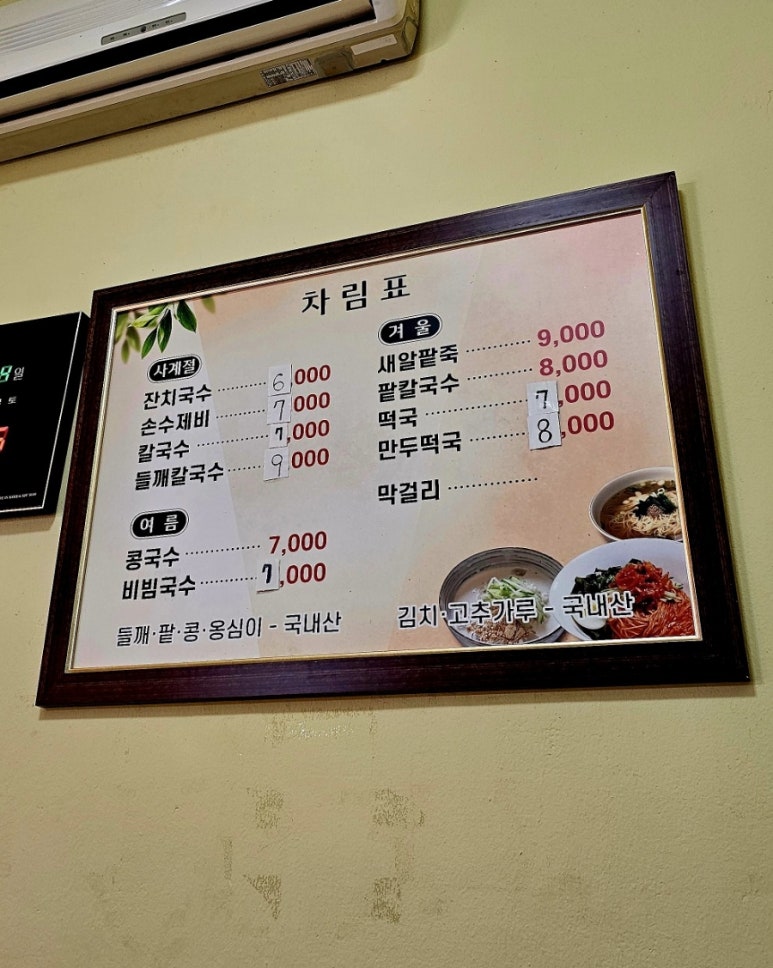 차림표
사계절
잔치국수 ········· 6,000
손수제비 ········· 7,000
칼국수 ············ 7,000
들깨칼국수 ····· 9,000
여름
콩국수 ·············· 7,000
비빔국수 ········· 7,000
들깨·팥·콩·옹심이 - 국내산
겨울
새알팥죽 ··········· 9,000
팥칼국수 ··········· 8,000
떡국 ················· 7,000
만두떡국 ·········· 8,000
막걸리 ···············
김치·고추가루 - 국내산
일
토